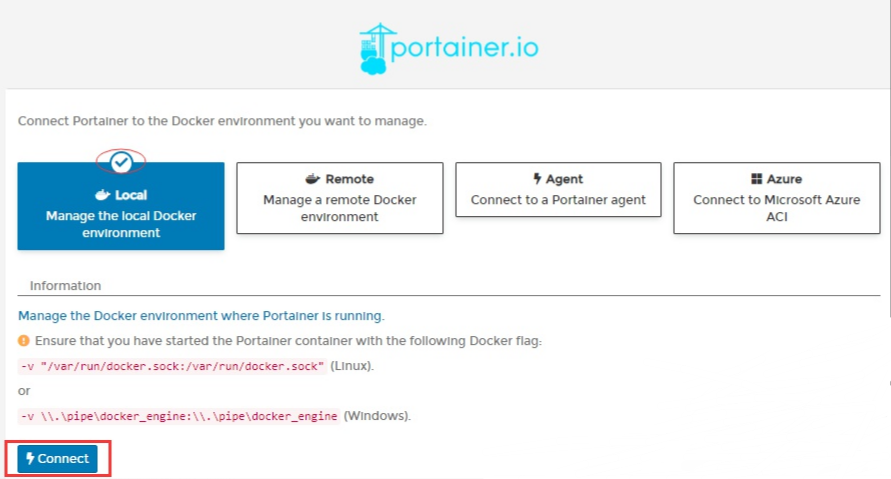 portainer.io
Connect Portainer to the Docker environment you want to manage.
Local
Manage the local Docker
environment
Remote
Manage a remote Docker
environment
Agent
Connect to a Portainer agent
Azure
Connect to Microsoft Azure
ACI
Information
Manage the Docker environment where Portainer is running.
Ensure that you have started the Portainer container with the following Docker flag:
-v "/var/run/docker.sock:/var/run/docker.sock" (Linux).
or
-v \\.\pipe\docker_engine:\\.\pipe\docker_engine (Windows).
Connect